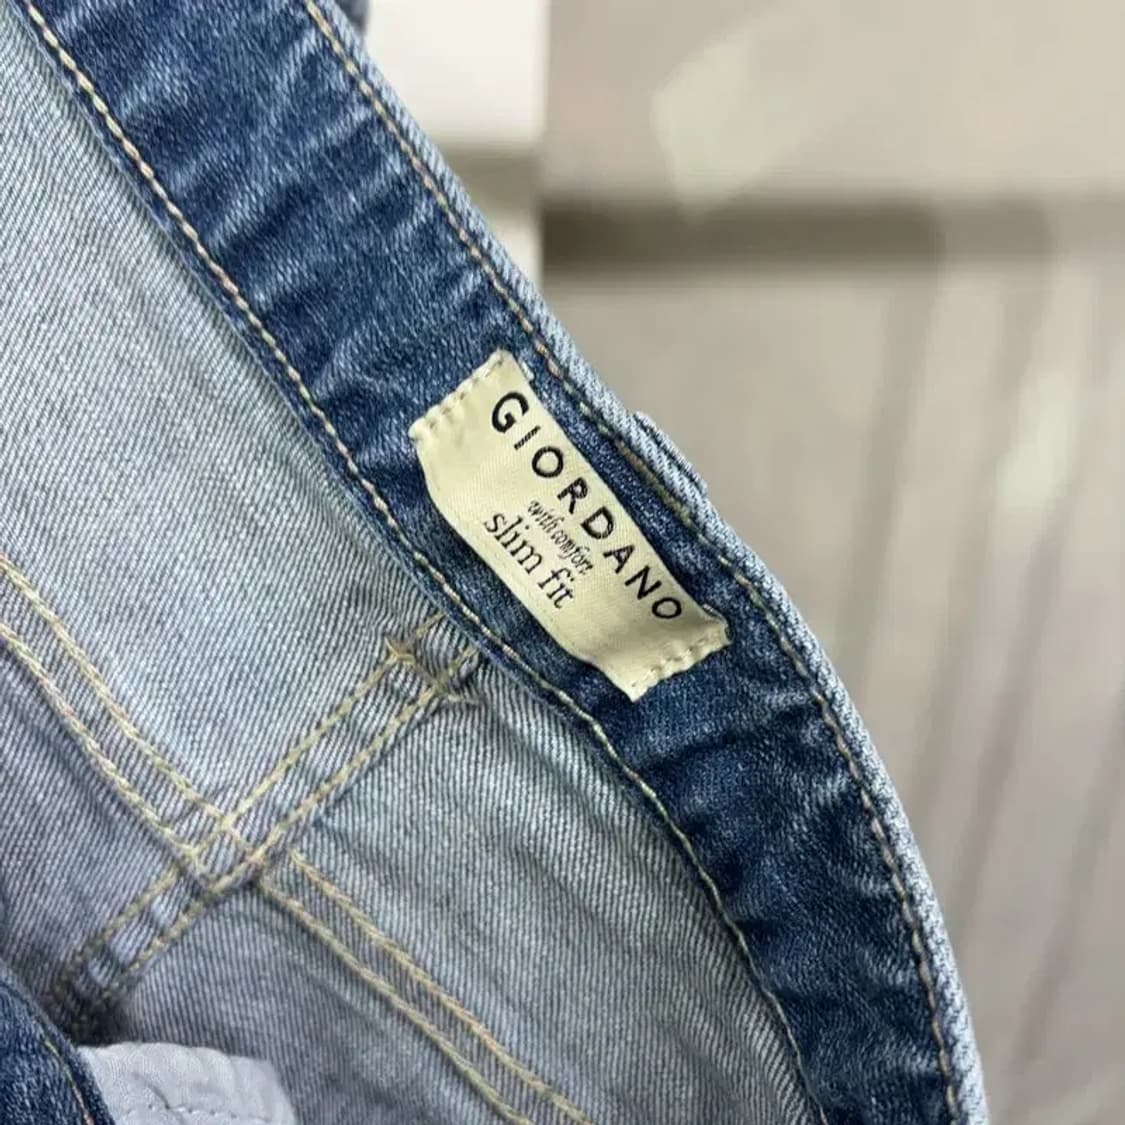 GIORDANO
with comfort
slim fit